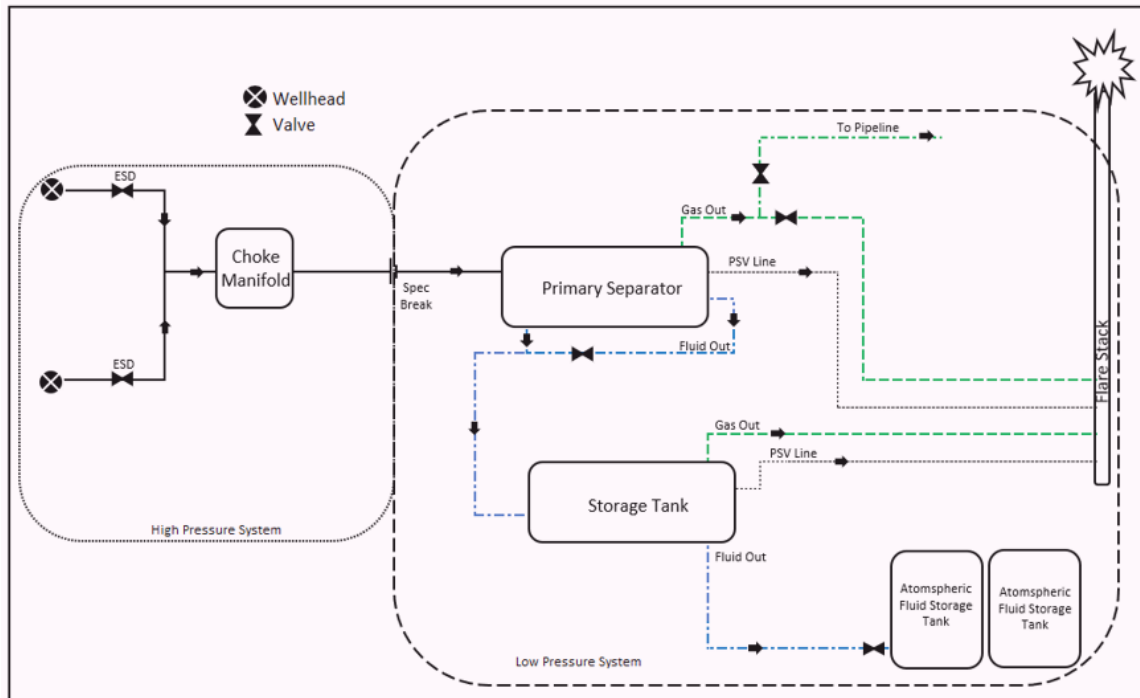 Wellhead
Valve
To Pipeline
ESD
Gas Out
Choke
Manifold
Spec
Break
Primary Separator
PSV Line
Fluid Out
ESD
Flare Stack
Gas Out
PSV Line
Storage Tank
High Pressure System
Fluid Out
Atomspheric
Fluid Storage
Tank
Atomspheric
Fluid Storage
Tank
Low Pressure System